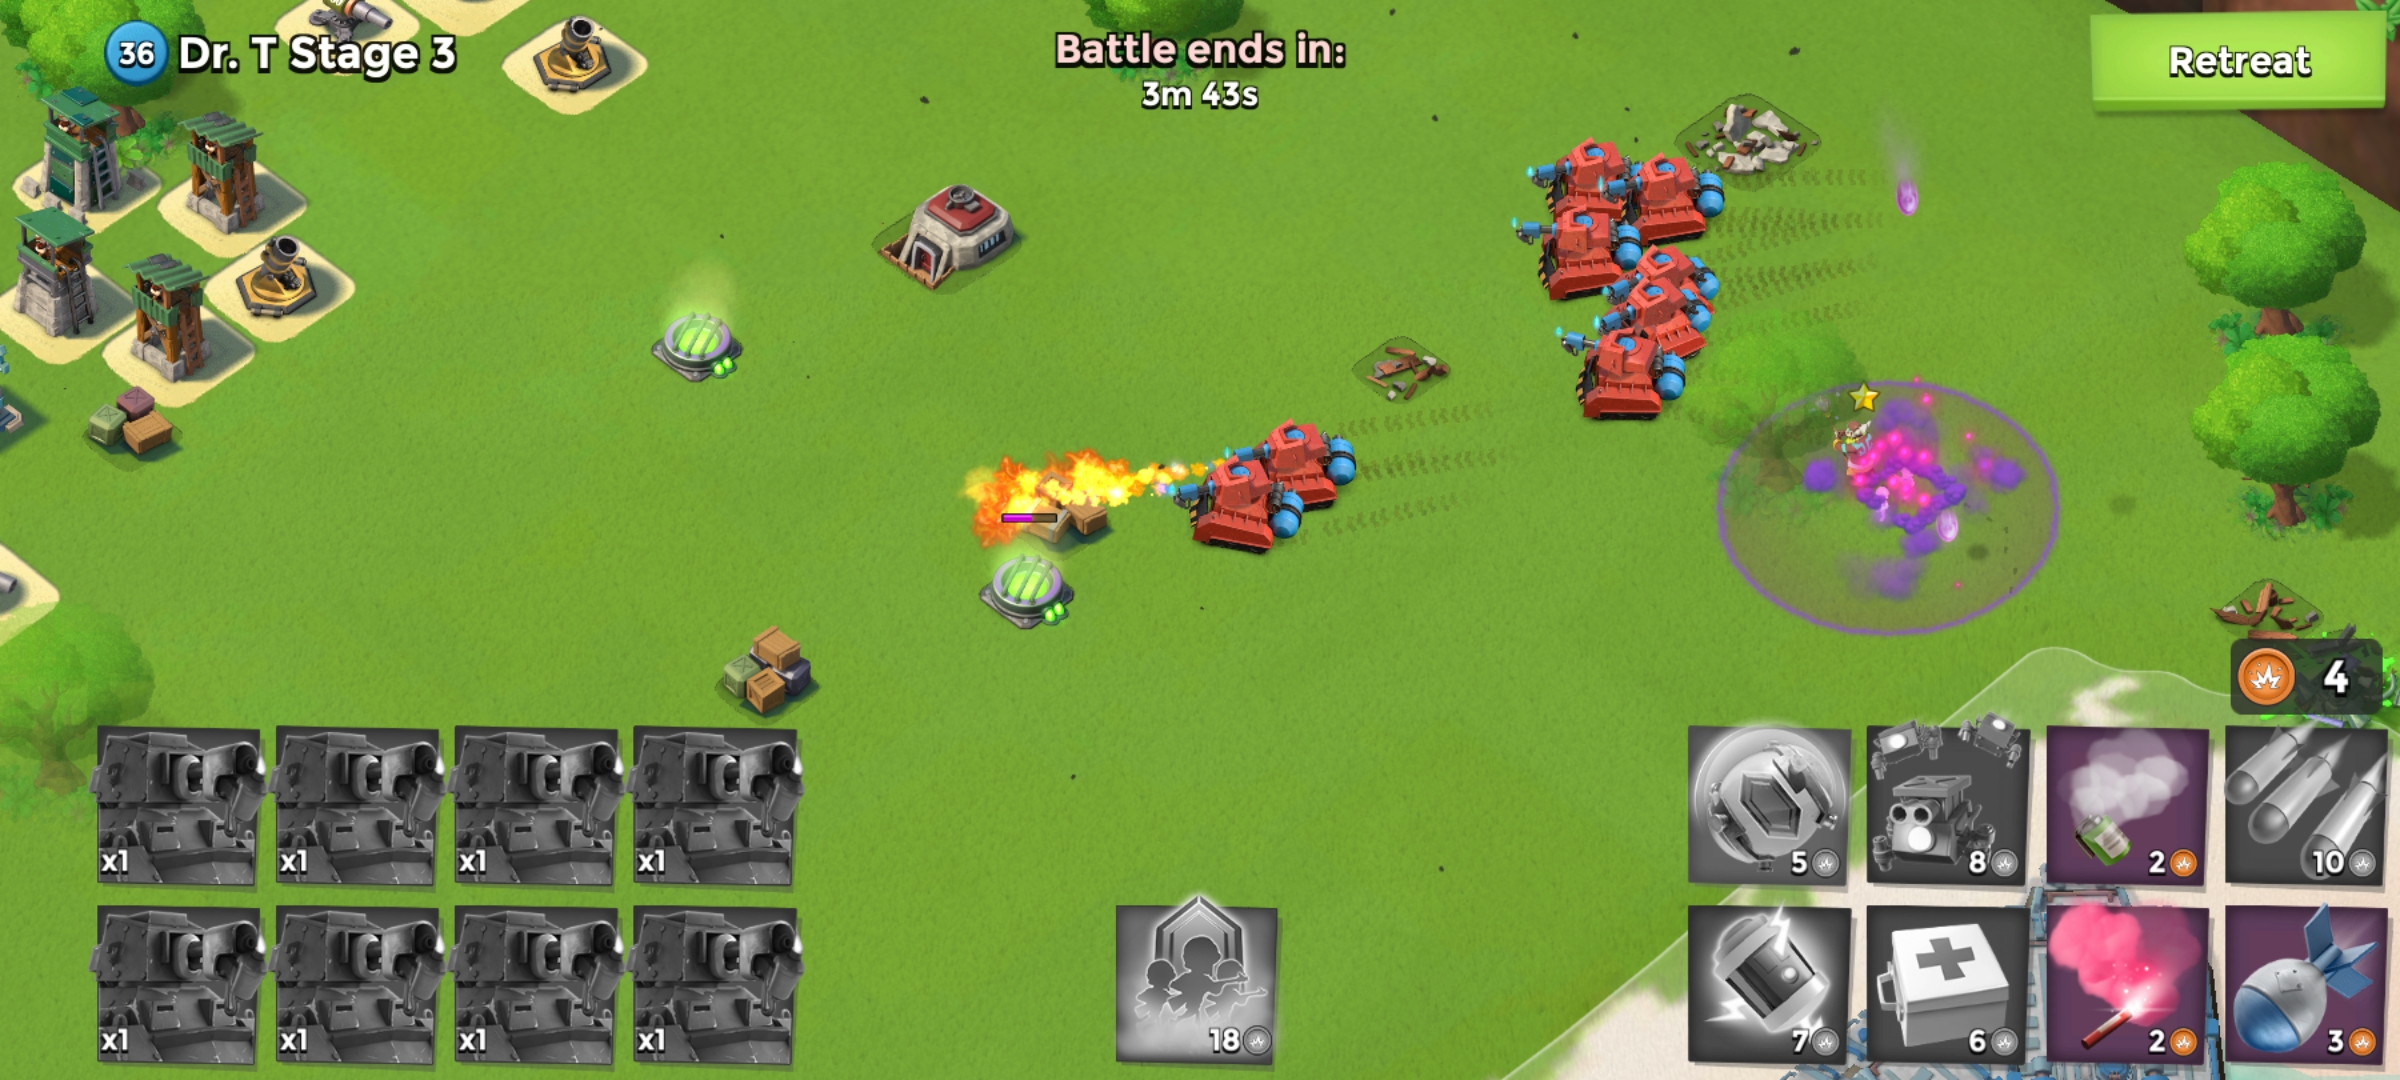 36 Dr. T Stage 3
Battle ends in:
3m 43s
Retreat
4
x1 x1 x1 x1
5 8 2 10
x1 x1 x1 x1
18
7 6 2 3